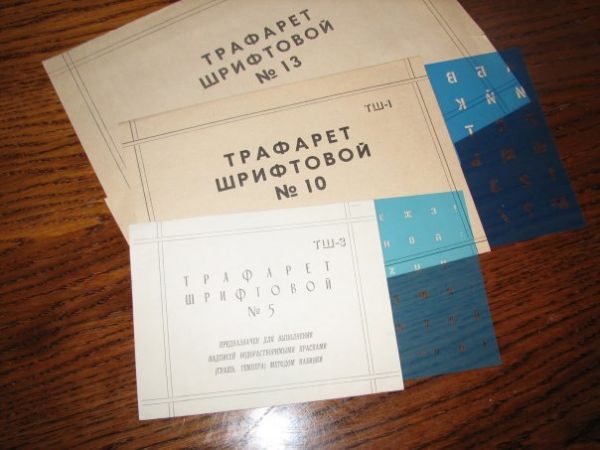 ТРАФАРЕТ
ШРИФТОВОЙ
№ 13
ТШ-1
ТРАФАРЕТ
ШРИФТОВОЙ
№ 10
ТШ-3
ТРАФАРЕТ
ШРИФТОВОЙ
№ 5
ПРЕДНАЗНАЧЕН ДЛЯ ВЫПОЛНЕНИЯ
НАДПИСЕЙ ВОДОРАСТВОРИМЫМИ КРАСКАМИ
(ГУАШЬ, ТЕМПЕРА) МЕТОДОМ НАБИВКИ
Б В
Й К
Т
Е Ж З
Н О П